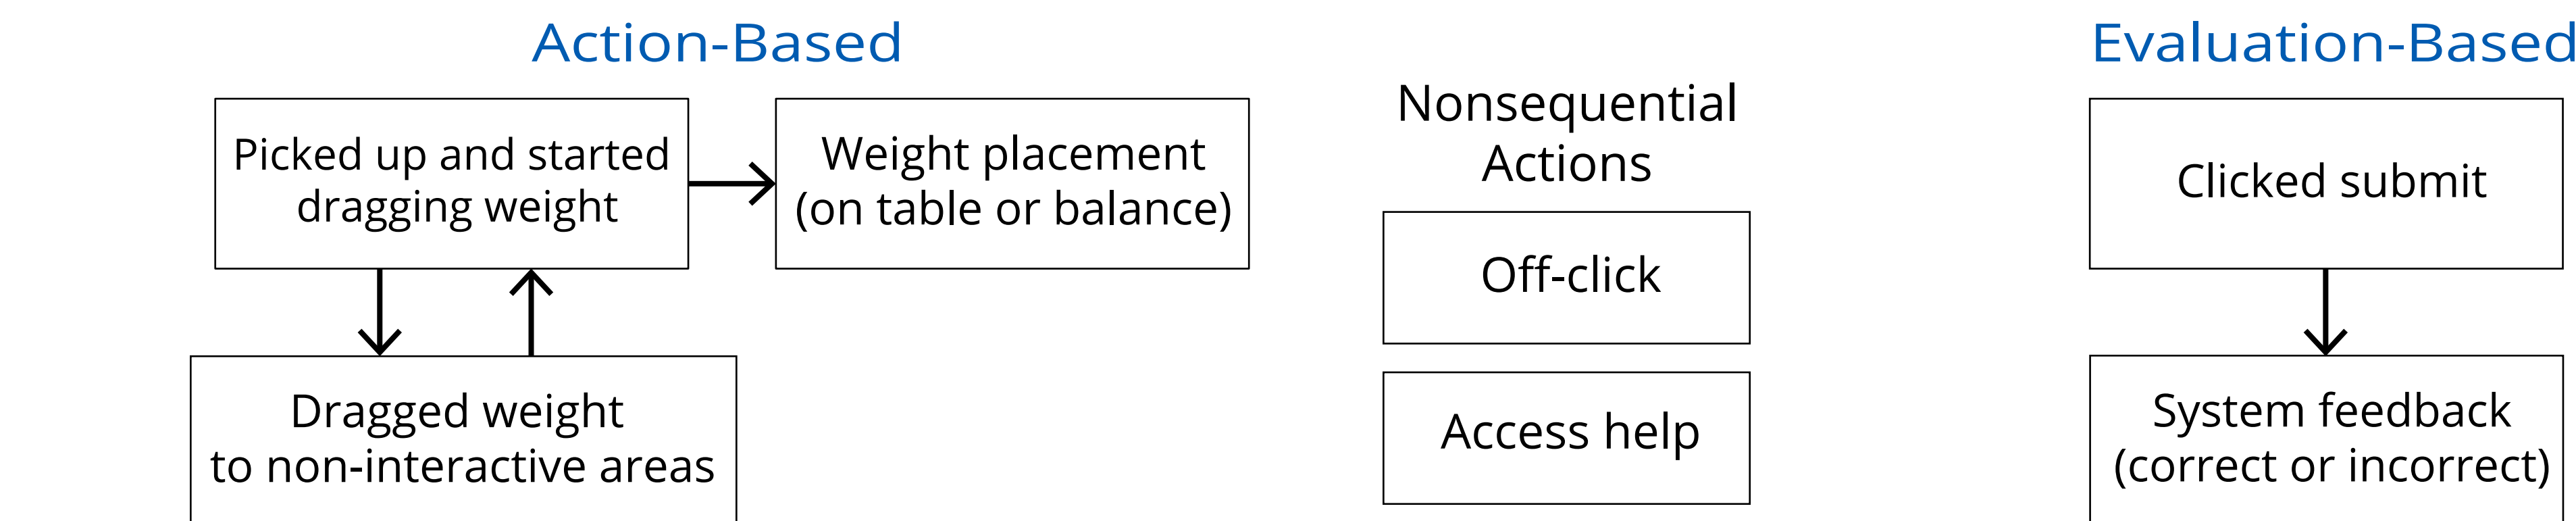 Action-Based
Picked up and started
dragging weight
Weight placement
(on table or balance)
Dragged weight
to non-interactive areas
Nonsequential
Actions
Off-click
Access help
Evaluation-Based
Clicked submit
System feedback
(correct or incorrect)